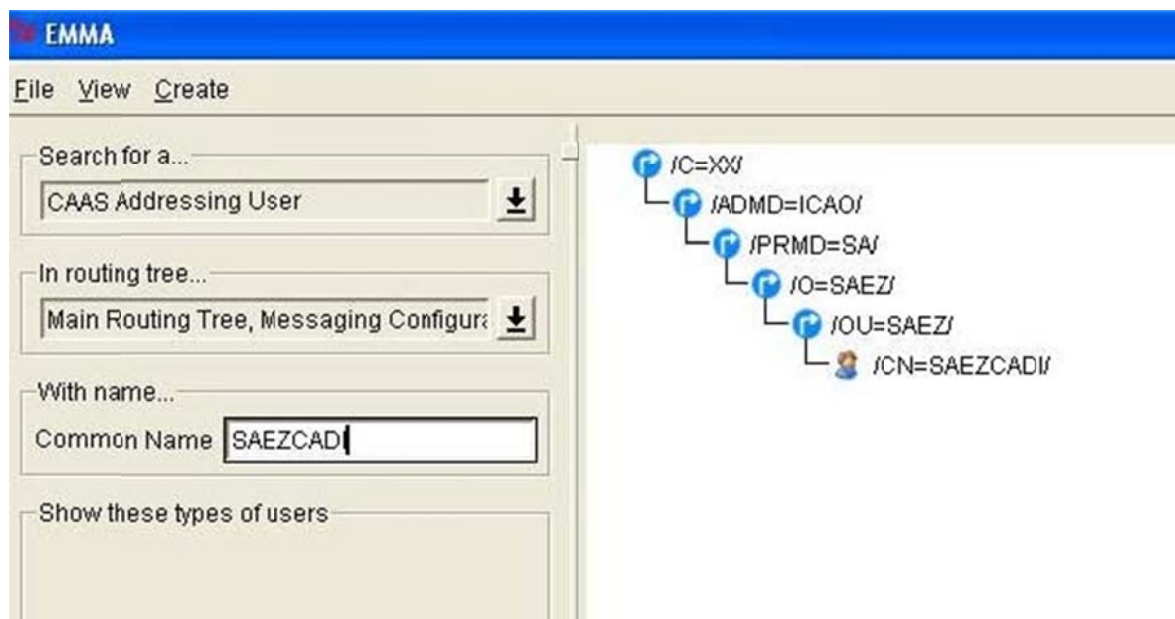 EMMA
File View Create
Search for a...
CAAS Addressing User
In routing tree...
Main Routing Tree, Messaging Configura
With name...
Common Name SAEZCADI
Show these types of users
/C=XX/
/ADMD=ICAO/
/PRMD=SA/
/O=SAEZ/
/OU=SAEZ/
/CN=SAEZCADI/